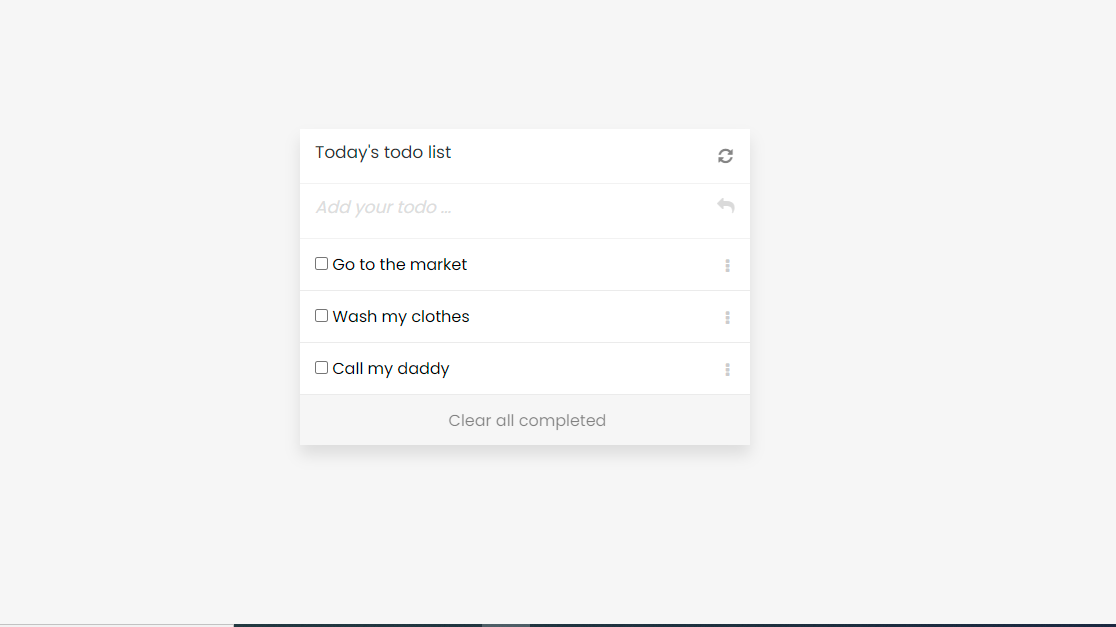 Today's todo list
Add your todo ...
Go to the market
Wash my clothes
Call my daddy
Clear all completed